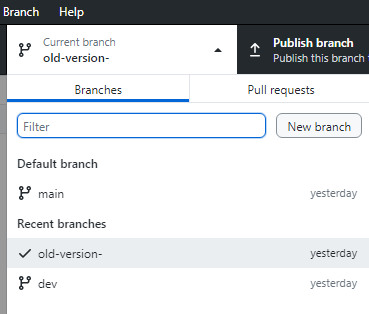 Branch Help
Current branch
old-version-
Publish branch
Publish this branch
Branches Pull requests
Filter New branch
Default branch
main yesterday
Recent branches
old-version- yesterday
dev yesterday